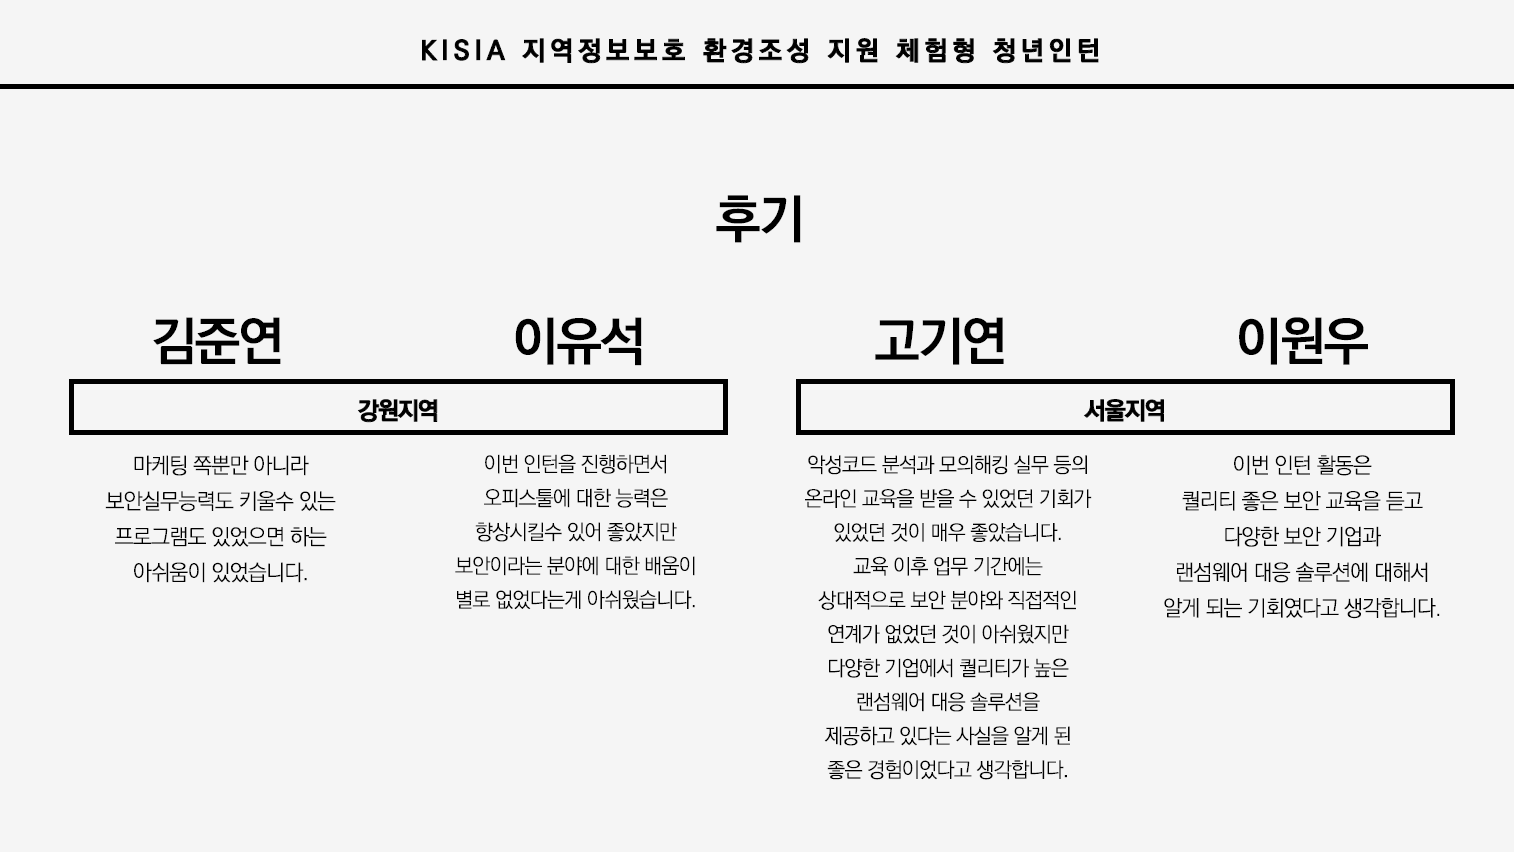 KISIA 지역정보보호 환경조성 지원 체험형 청년인턴
후기
김준연
이유석
강원지역
마케팅 쪽뿐만 아니라
보안실무능력도 키울수 있는
프로그램도 있었으면 하는
아쉬움이 있었습니다.
이번 인턴을 진행하면서
오피스툴에 대한 능력은
향상시킬수 있어 좋았지만
보안이라는 분야에 대한 배움이
별로 없었다는게 아쉬웠습니다.
고기연
이원우
서울지역
악성코드 분석과 모의해킹 실무 등의
온라인 교육을 받을 수 있었던 기회가
있었던 것이 매우 좋았습니다.
교육 이후 업무 기간에는
상대적으로 보안 분야와 직접적인
연계가 없었던 것이 아쉬웠지만
다양한 기업에서 퀄리티가 높은
랜섬웨어 대응 솔루션을
제공하고 있다는 사실을 알게 된
좋은 경험이었다고 생각합니다.
이번 인턴 활동은
퀄리티 좋은 보안 교육을 듣고
다양한 보안 기업과
랜섬웨어 대응 솔루션에 대해서
알게 되는 기회였다고 생각합니다.